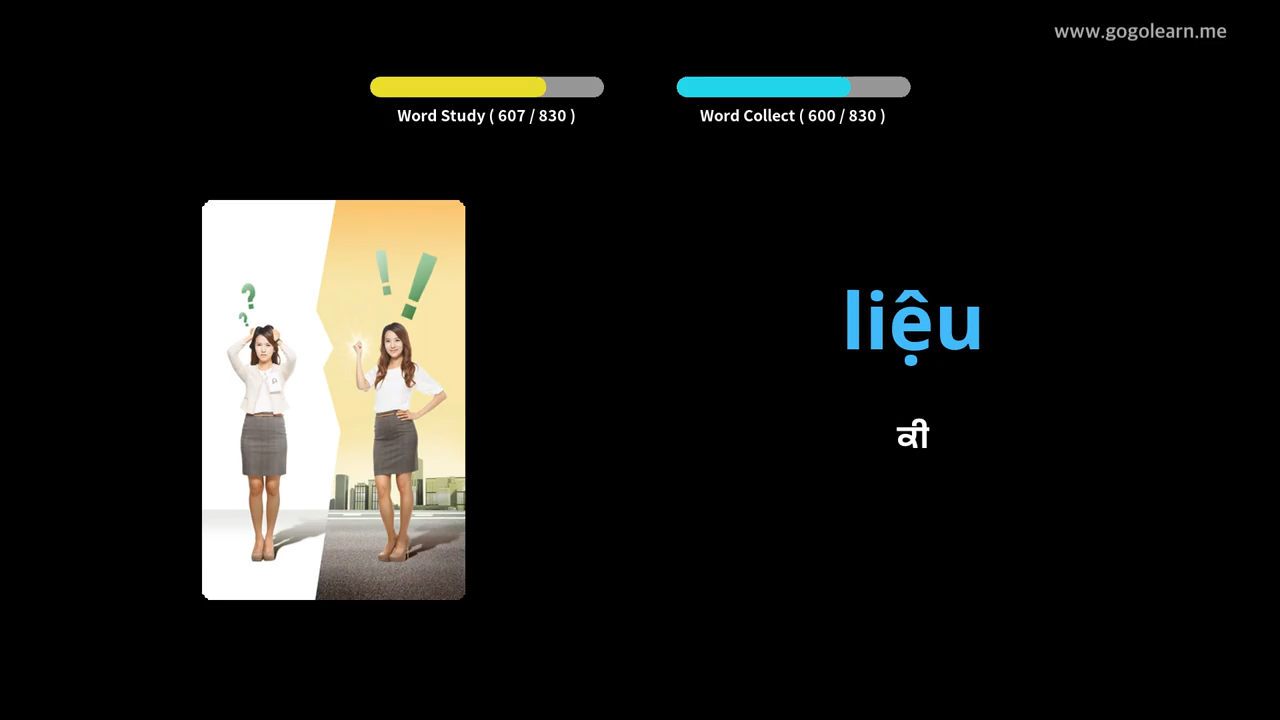 www.gogolearn.me
Word Study ( 607 / 830 )
Word Collect ( 600 / 830 )
? ?
! !
liệu
ਕੀ